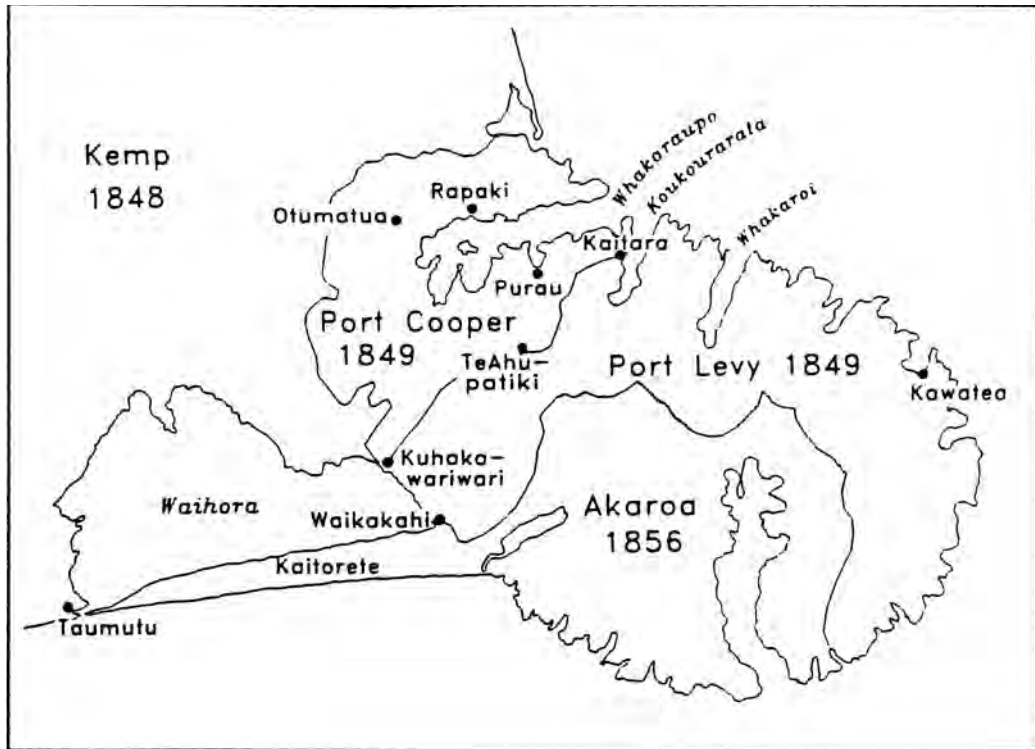 Kemp
1848
Whakaraupo
Koukourarata
Whakaroi
Rapaki
Otumatua
Kaitara
Purau
Port Cooper
1849
TeAhu-
patiki
Port Levy 1849
Kawatea
Kuhaka-
wariwari
Waihora
Waikakahi
Akaroa
1856
Kaitorete
Taumutu